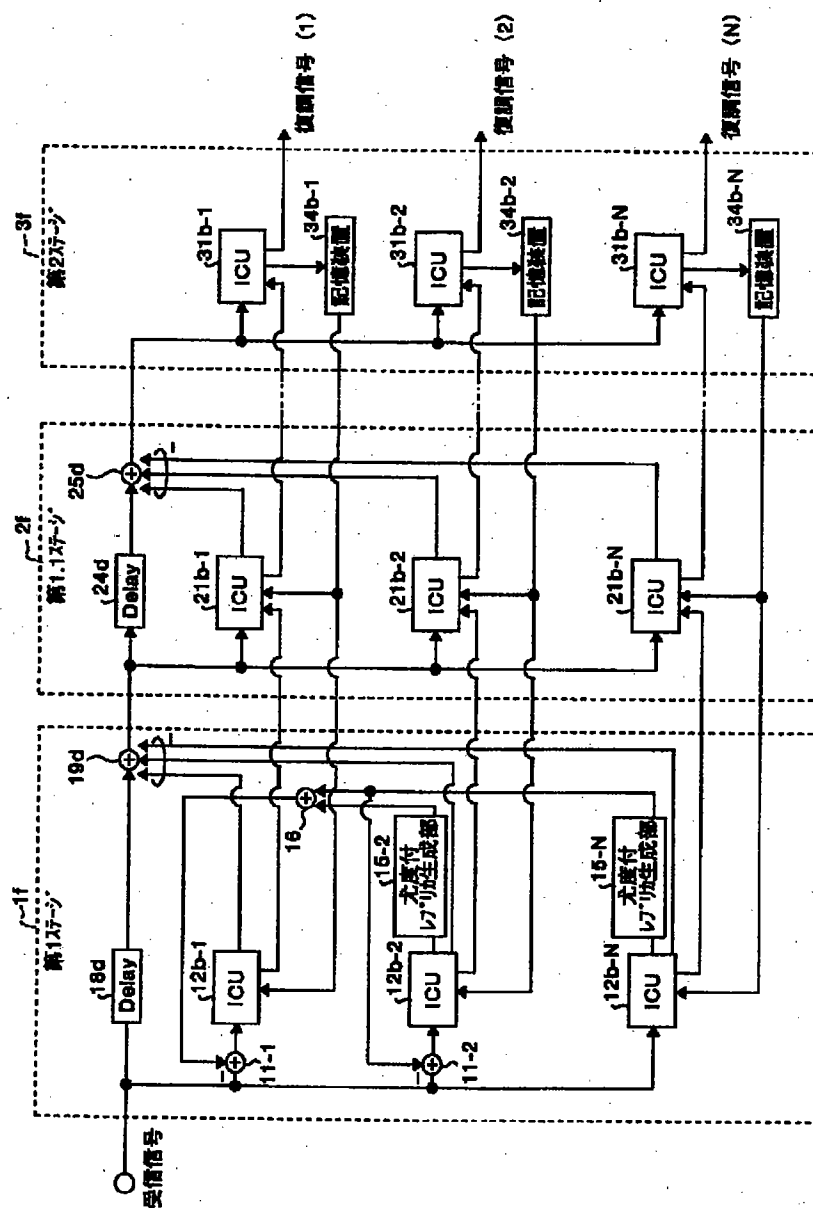 受信信号
第1ステージ
1f
18d
Delay
19d
11-1
12b-1
ICU
16
15-2
尤度付
レプリカ生成部
11-2
12b-2
ICU
15-N
尤度付
レプリカ生成部
12b-N
ICU
第1.1ステージ
2f
24d
Delay
25d
21b-1
ICU
21b-2
ICU
21b-N
ICU
第2ステージ
3f
31b-1
ICU
34b-1
記憶装置
復調信号 (1)
31b-2
ICU
34b-2
記憶装置
復調信号 (2)
31b-N
ICU
34b-N
記憶装置
復調信号 (N)